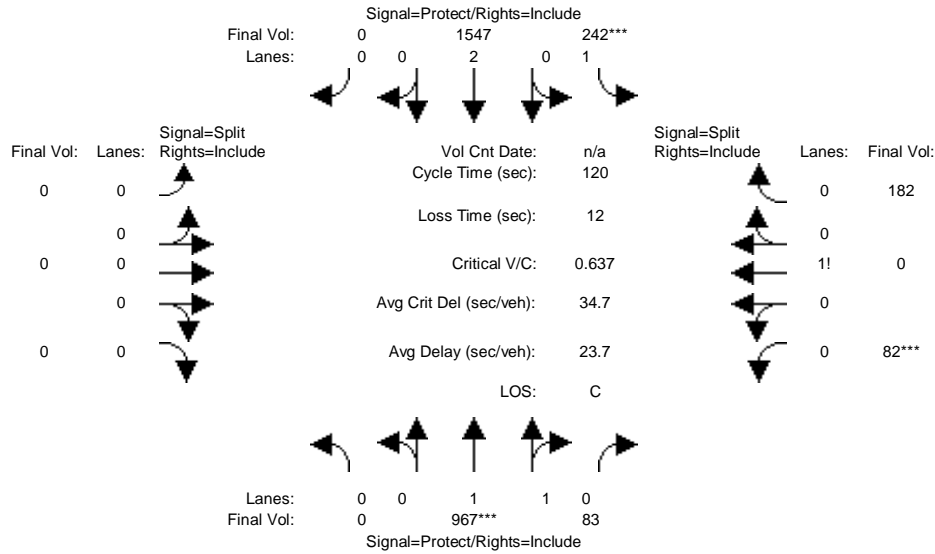 Signal=Protect/Rights=Include
Final Vol: 0 1547 242***
Lanes: 0 0 2 0 1
Signal=Split Signal=Split
Final Vol: Lanes: Rights=Include Vol Cnt Date: n/a Rights=Include Lanes: Final Vol:
Cycle Time (sec): 120
0 0 0 182
Loss Time (sec): 12
0 0
0 0 Critical V/C: 0.637 1! 0
0 Avg Crit Del (sec/veh): 34.7 0
0 0 Avg Delay (sec/veh): 23.7 0 82***
LOS: C
Lanes: 0 0 1 1 0
Final Vol: 0 967*** 83
Signal=Protect/Rights=Include